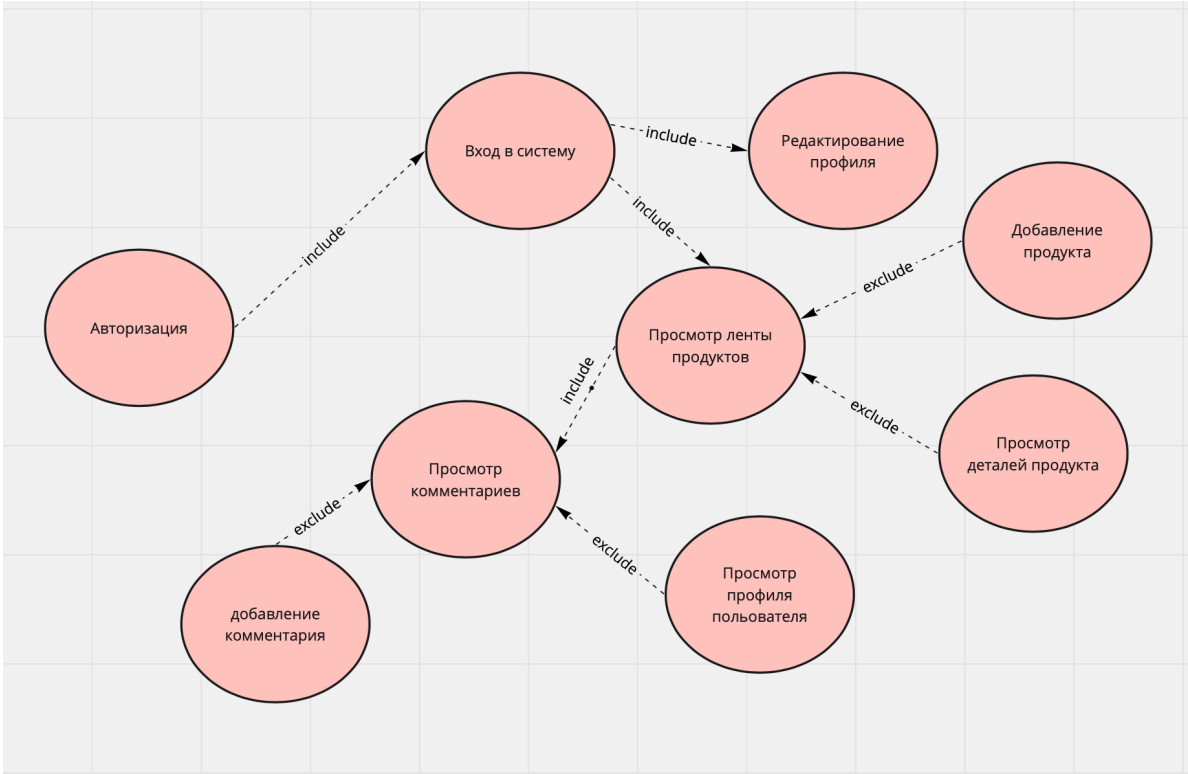 Вход в систему
include
Редактирование
профиля
include
include
Добавление
продукта
exclude
Авторизация
Просмотр ленты
продуктов
include
exclude
Просмотр
деталей продукта
Просмотр
комментариев
exclude
exclude
Просмотр
профиля
польователя
добавление
комментария